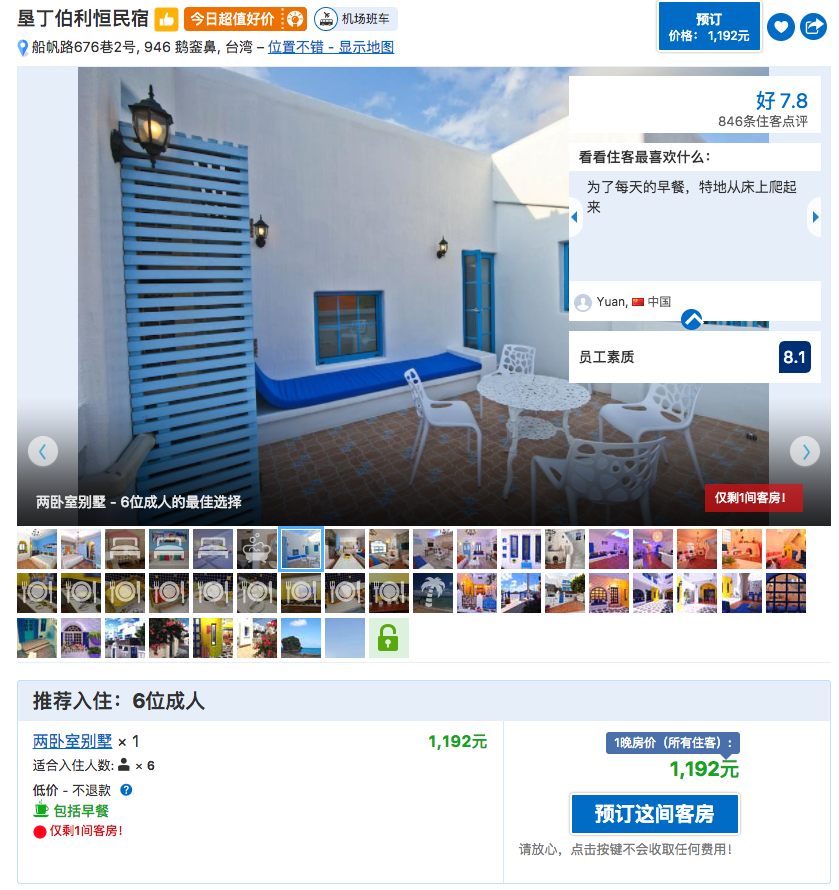 垦丁伯利恒民宿 今日超值好价 机场班车
预订
价格： 1,192元
船帆路676巷2号, 946 鹅銮鼻, 台湾 – 位置不错 - 显示地图
好 7.8
846条住客点评
看看住客最喜欢什么：
为了每天的早餐，特地从床上爬起
来
Yuan, 中国
员工素质 8.1
两卧室别墅 - 6位成人的最佳选择
仅剩1间客房！
推荐入住：6位成人
两卧室别墅 × 1 1,192元
适合入住人数: × 6
低价 - 不退款 ?
包括早餐
仅剩1间客房！
1晚房价（所有住客）:
1,192元
预订这间客房
请放心，点击按键不会收取任何费用！